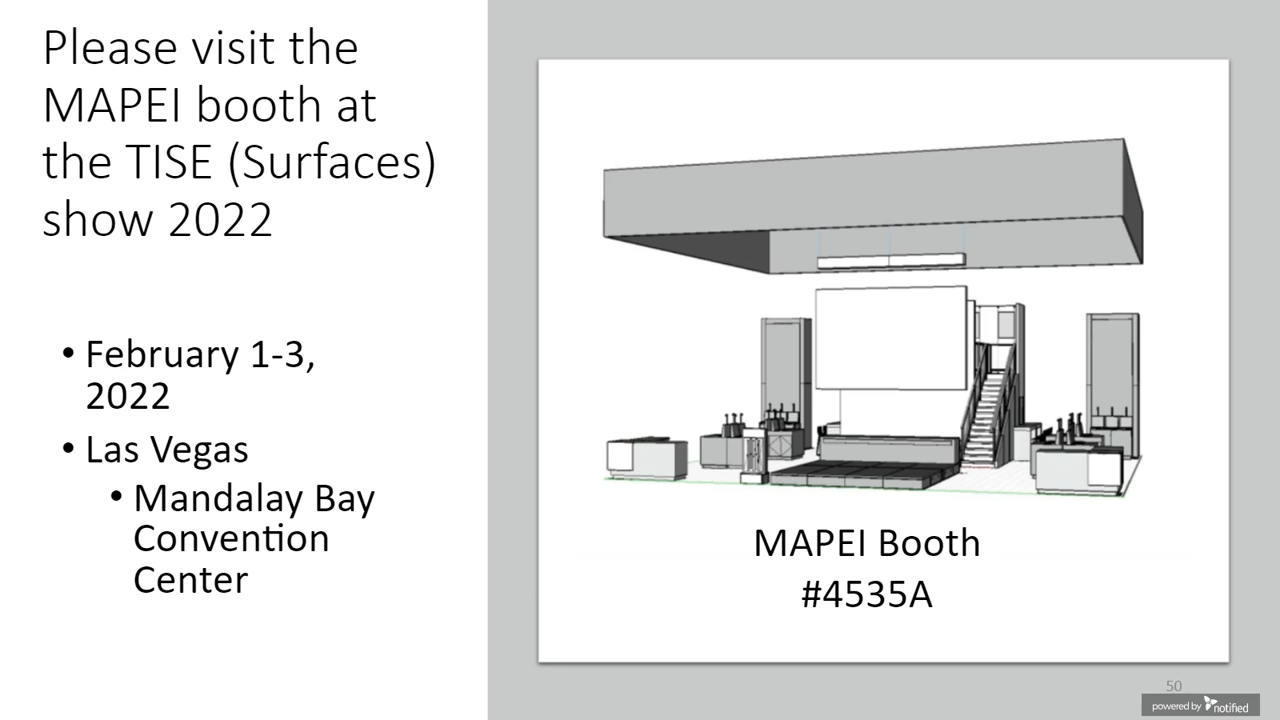 Please visit the
MAPEI booth at
the TISE (Surfaces)
show 2022
• February 1-3,
2022
• Las Vegas
• Mandalay Bay
Convention
Center
MAPEI Booth
#4535A
50
powered by notified